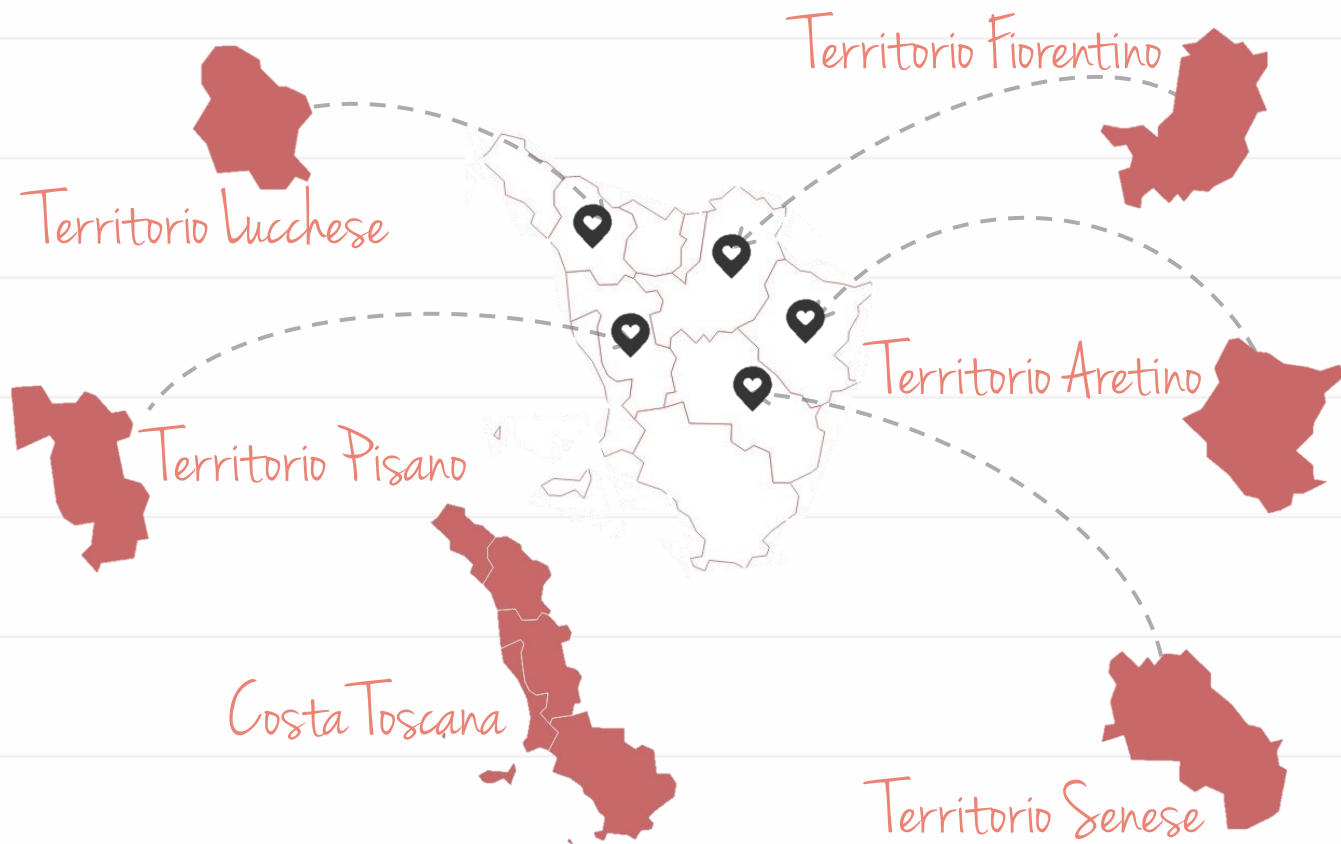 Territorio Fiorentino
Territorio Lucchese
Territorio Aretino
Territorio Pisano
Costa Toscana
Territorio Senese